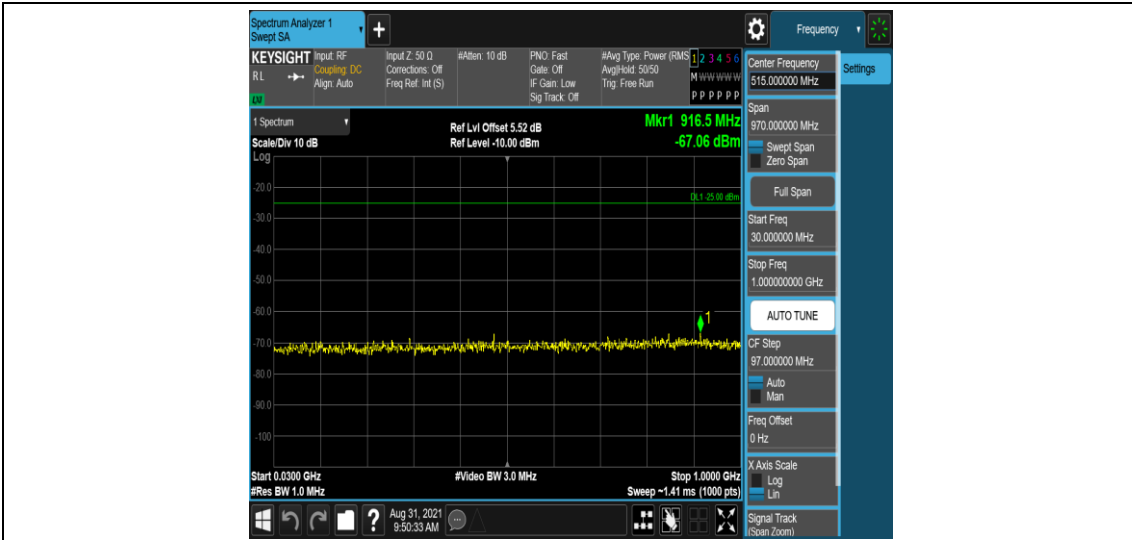 Spectrum Analyzer 1
Swept SA
+
Frequency
KEYSIGHT
Input: RF
Input Z: 50 Ω
#Atten: 10 dB
PNO: Fast
#Avg Type: Power (RMS
1 2 3 4 5 6
RL
Coupling: DC
Corrections: Off
Gate: Off
Avg|Hold: 50/50
M W W W W W
Align: Auto
Freq Ref: Int (S)
IF Gain: Low
Trig: Free Run
Sig Track: Off
P P P P P P
1 Spectrum
Ref Lvl Offset 5.52 dB
Mkr1 916.5 MHz
Scale/Div 10 dB
Ref Level -10.00 dBm
-67.06 dBm
Log
-20.0
DL1 -25.00 dBm
-30.0
-40.0
-50.0
-60.0
1
-70.0
-80.0
-90.0
-100
Start 0.0300 GHz
#Video BW 3.0 MHz
Stop 1.0000 GHz
#Res BW 1.0 MHz
Sweep ~1.41 ms (1000 pts)
?
Aug 31, 2021
9:50:33 AM
Center Frequency
515.000000 MHz
Settings
Span
970.000000 MHz
Swept Span
Zero Span
Full Span
Start Freq
30.000000 MHz
Stop Freq
1.000000000 GHz
AUTO TUNE
CF Step
97.000000 MHz
Auto
Man
Freq Offset
0 Hz
X Axis Scale
Log
Lin
Signal Track
(Span Zoom)